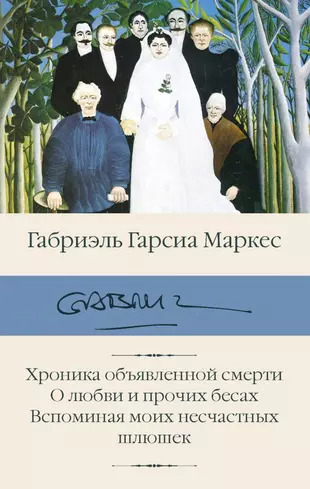 Габриэль Гарсиа Маркес
Хроника объявленной смерти
О любви и прочих бесах
Вспоминая моих несчастных
шлюшек